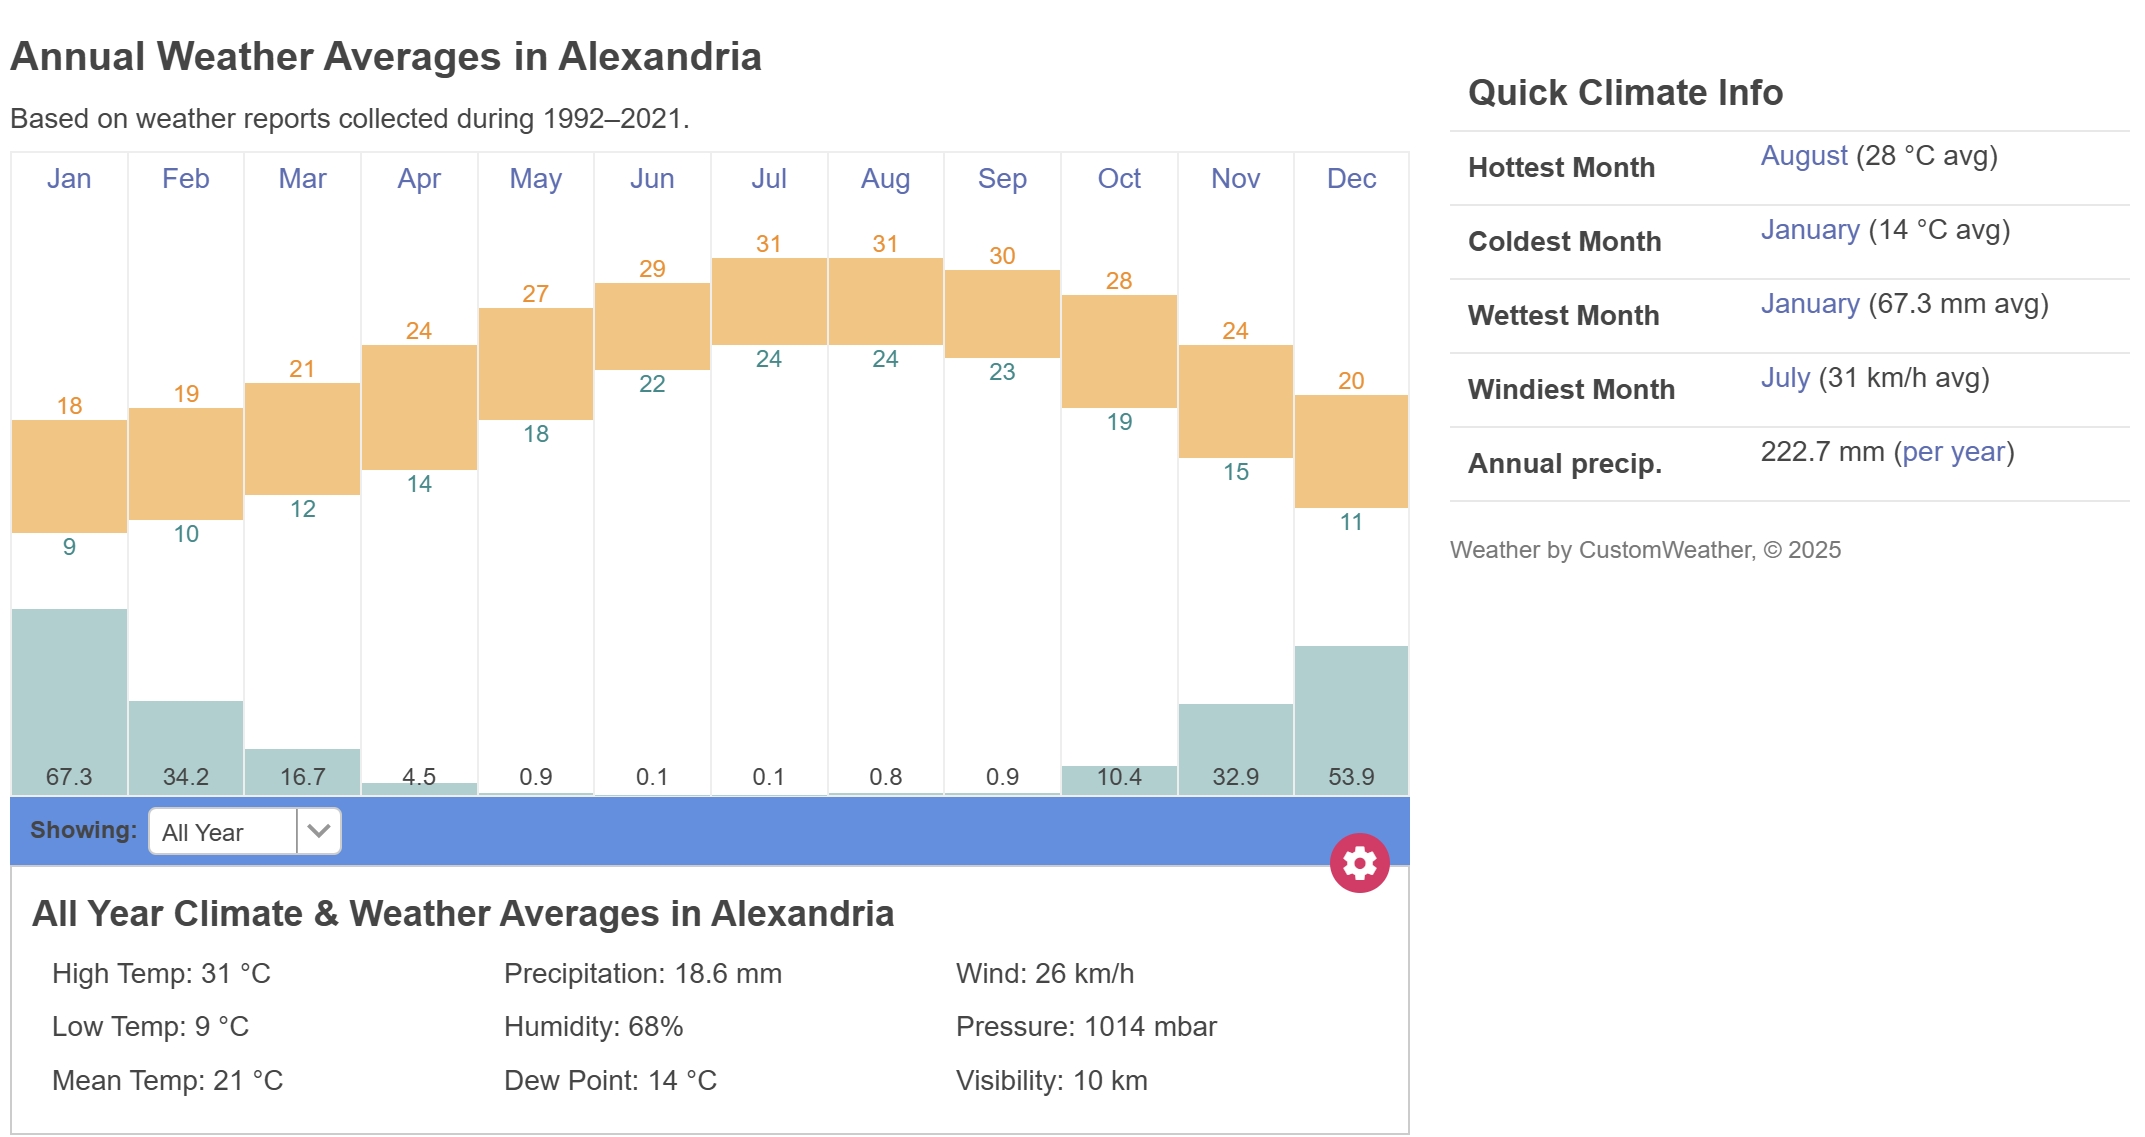 Annual Weather Averages in Alexandria
Based on weather reports collected during 1992–2021.
Jan Feb Mar Apr May Jun Jul Aug Sep Oct Nov Dec
18 19 21 24 27 29 31 31 30 28 24 20
9 10 12 14 18 22 24 24 23 19 15 11
67.3 34.2 16.7 4.5 0.9 0.1 0.1 0.8 0.9 10.4 32.9 53.9
Showing: All Year
All Year Climate & Weather Averages in Alexandria
High Temp: 31 °C Precipitation: 18.6 mm Wind: 26 km/h
Low Temp: 9 °C Humidity: 68% Pressure: 1014 mbar
Mean Temp: 21 °C Dew Point: 14 °C Visibility: 10 km
Quick Climate Info
Hottest Month August (28 °C avg)
Coldest Month January (14 °C avg)
Wettest Month January (67.3 mm avg)
Windiest Month July (31 km/h avg)
Annual precip. 222.7 mm (per year)
Weather by CustomWeather, © 2025